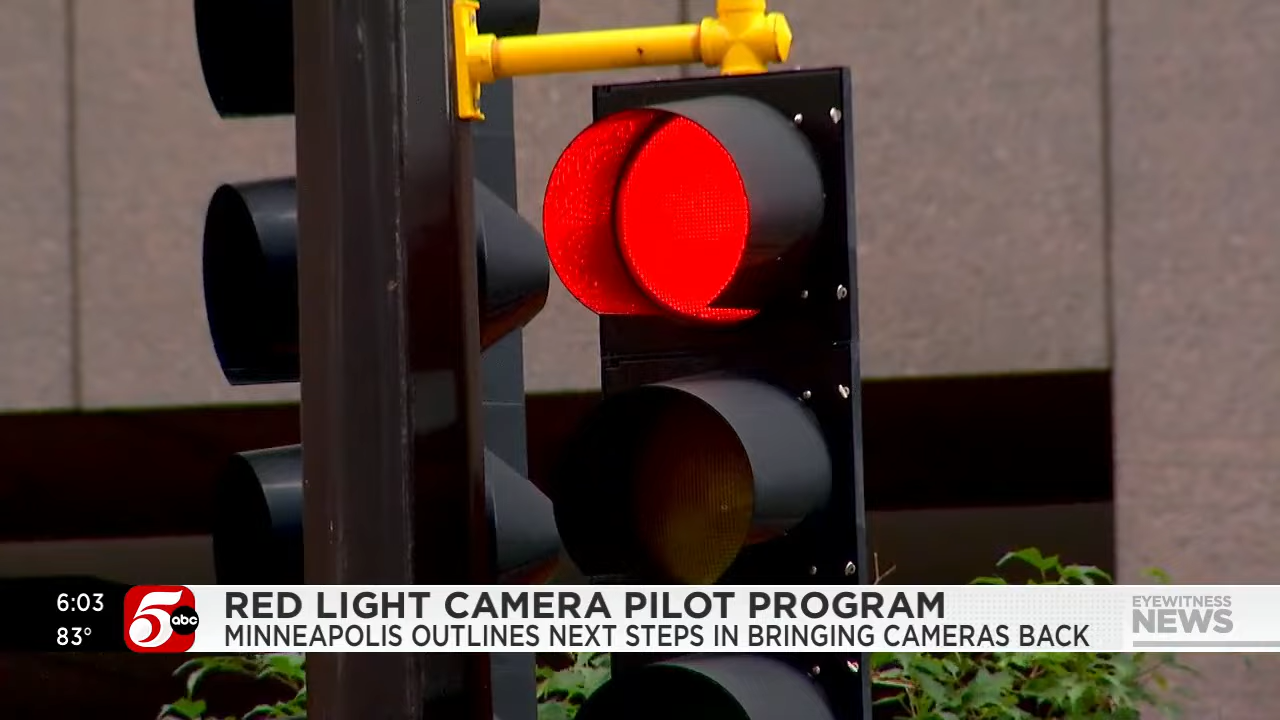 6:03
83°
5
abc
RED LIGHT CAMERA PILOT PROGRAM
MINNEAPOLIS OUTLINES NEXT STEPS IN BRINGING CAMERAS BACK
EYEWITNESS
NEWS